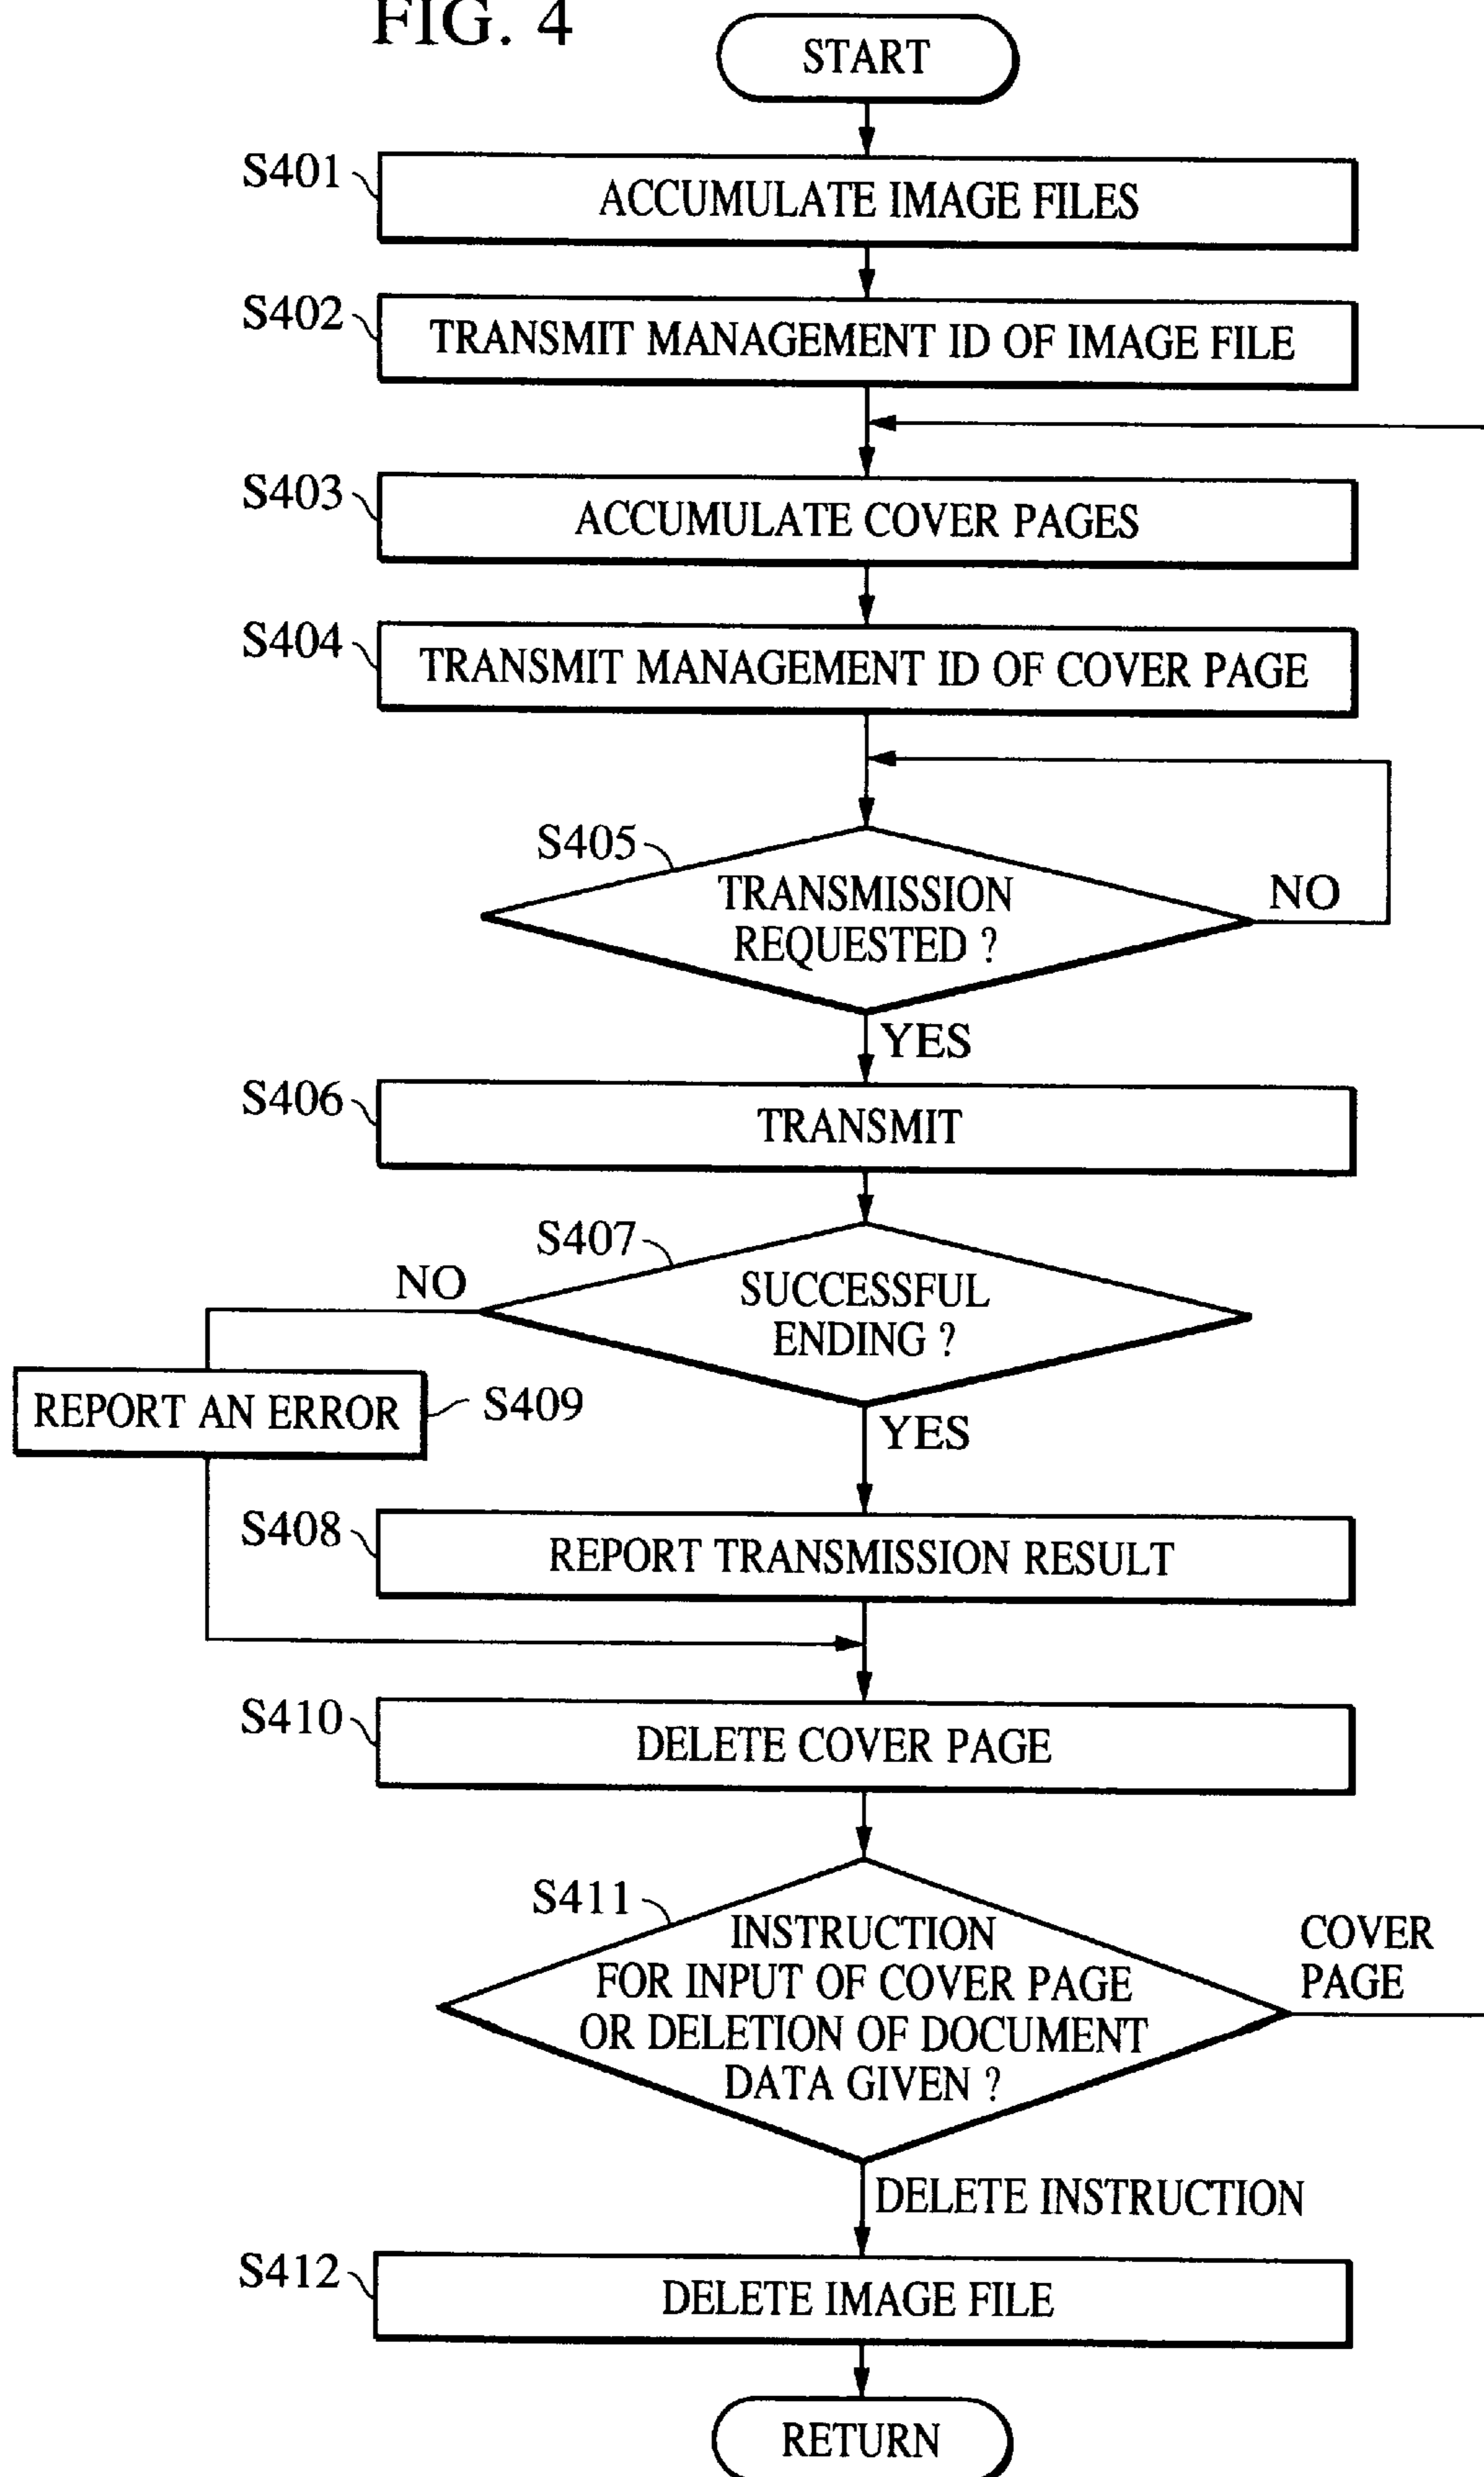 FIG. 4
START
S401
ACCUMULATE IMAGE FILES
S402
TRANSMIT MANAGEMENT ID OF IMAGE FILE
S403
ACCUMULATE COVER PAGES
S404
TRANSMIT MANAGEMENT ID OF COVER PAGE
S405
TRANSMISSION
REQUESTED ?
NO
YES
S406
TRANSMIT
S407
SUCCESSFUL
ENDING ?
NO
REPORT AN ERROR
S409
YES
S408
REPORT TRANSMISSION RESULT
S410
DELETE COVER PAGE
S411
INSTRUCTION
FOR INPUT OF COVER PAGE
OR DELETION OF DOCUMENT
DATA GIVEN ?
COVER
PAGE
DELETE INSTRUCTION
S412
DELETE IMAGE FILE
RETURN